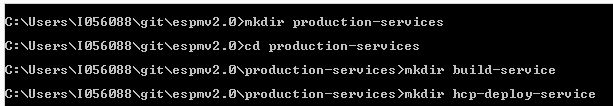 C:\Users\I056088\git\espmv2.0>mkdir production-services
C:\Users\I056088\git\espmv2.0>cd production-services
C:\Users\I056088\git\espmv2.0\production-services>mkdir build-service
C:\Users\I056088\git\espmv2.0\production-services>mkdir hcp-deploy-service